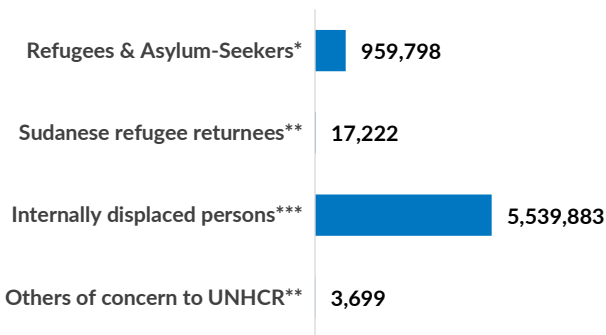 Refugees & Asylum-Seekers* 959,798
Sudanese refugee returnees** 17,222
Internally displaced persons*** 5,539,883
Others of concern to UNHCR** 3,699